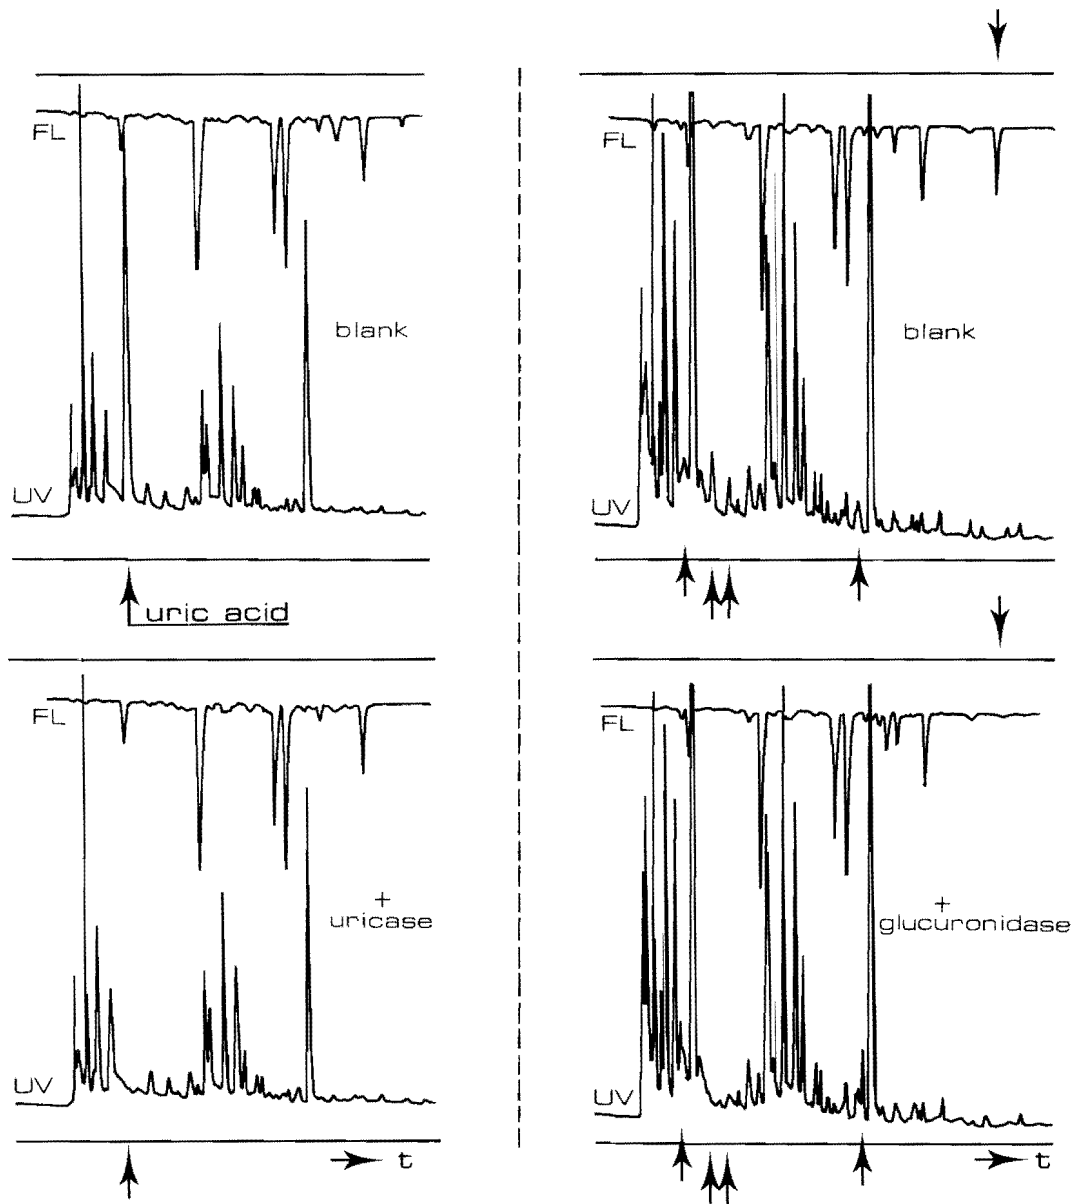 FL
blank
UV
uric acid
FL
+
uricase
UV
t
FL
blank
UV
FL
+
glucuronidase
UV
t